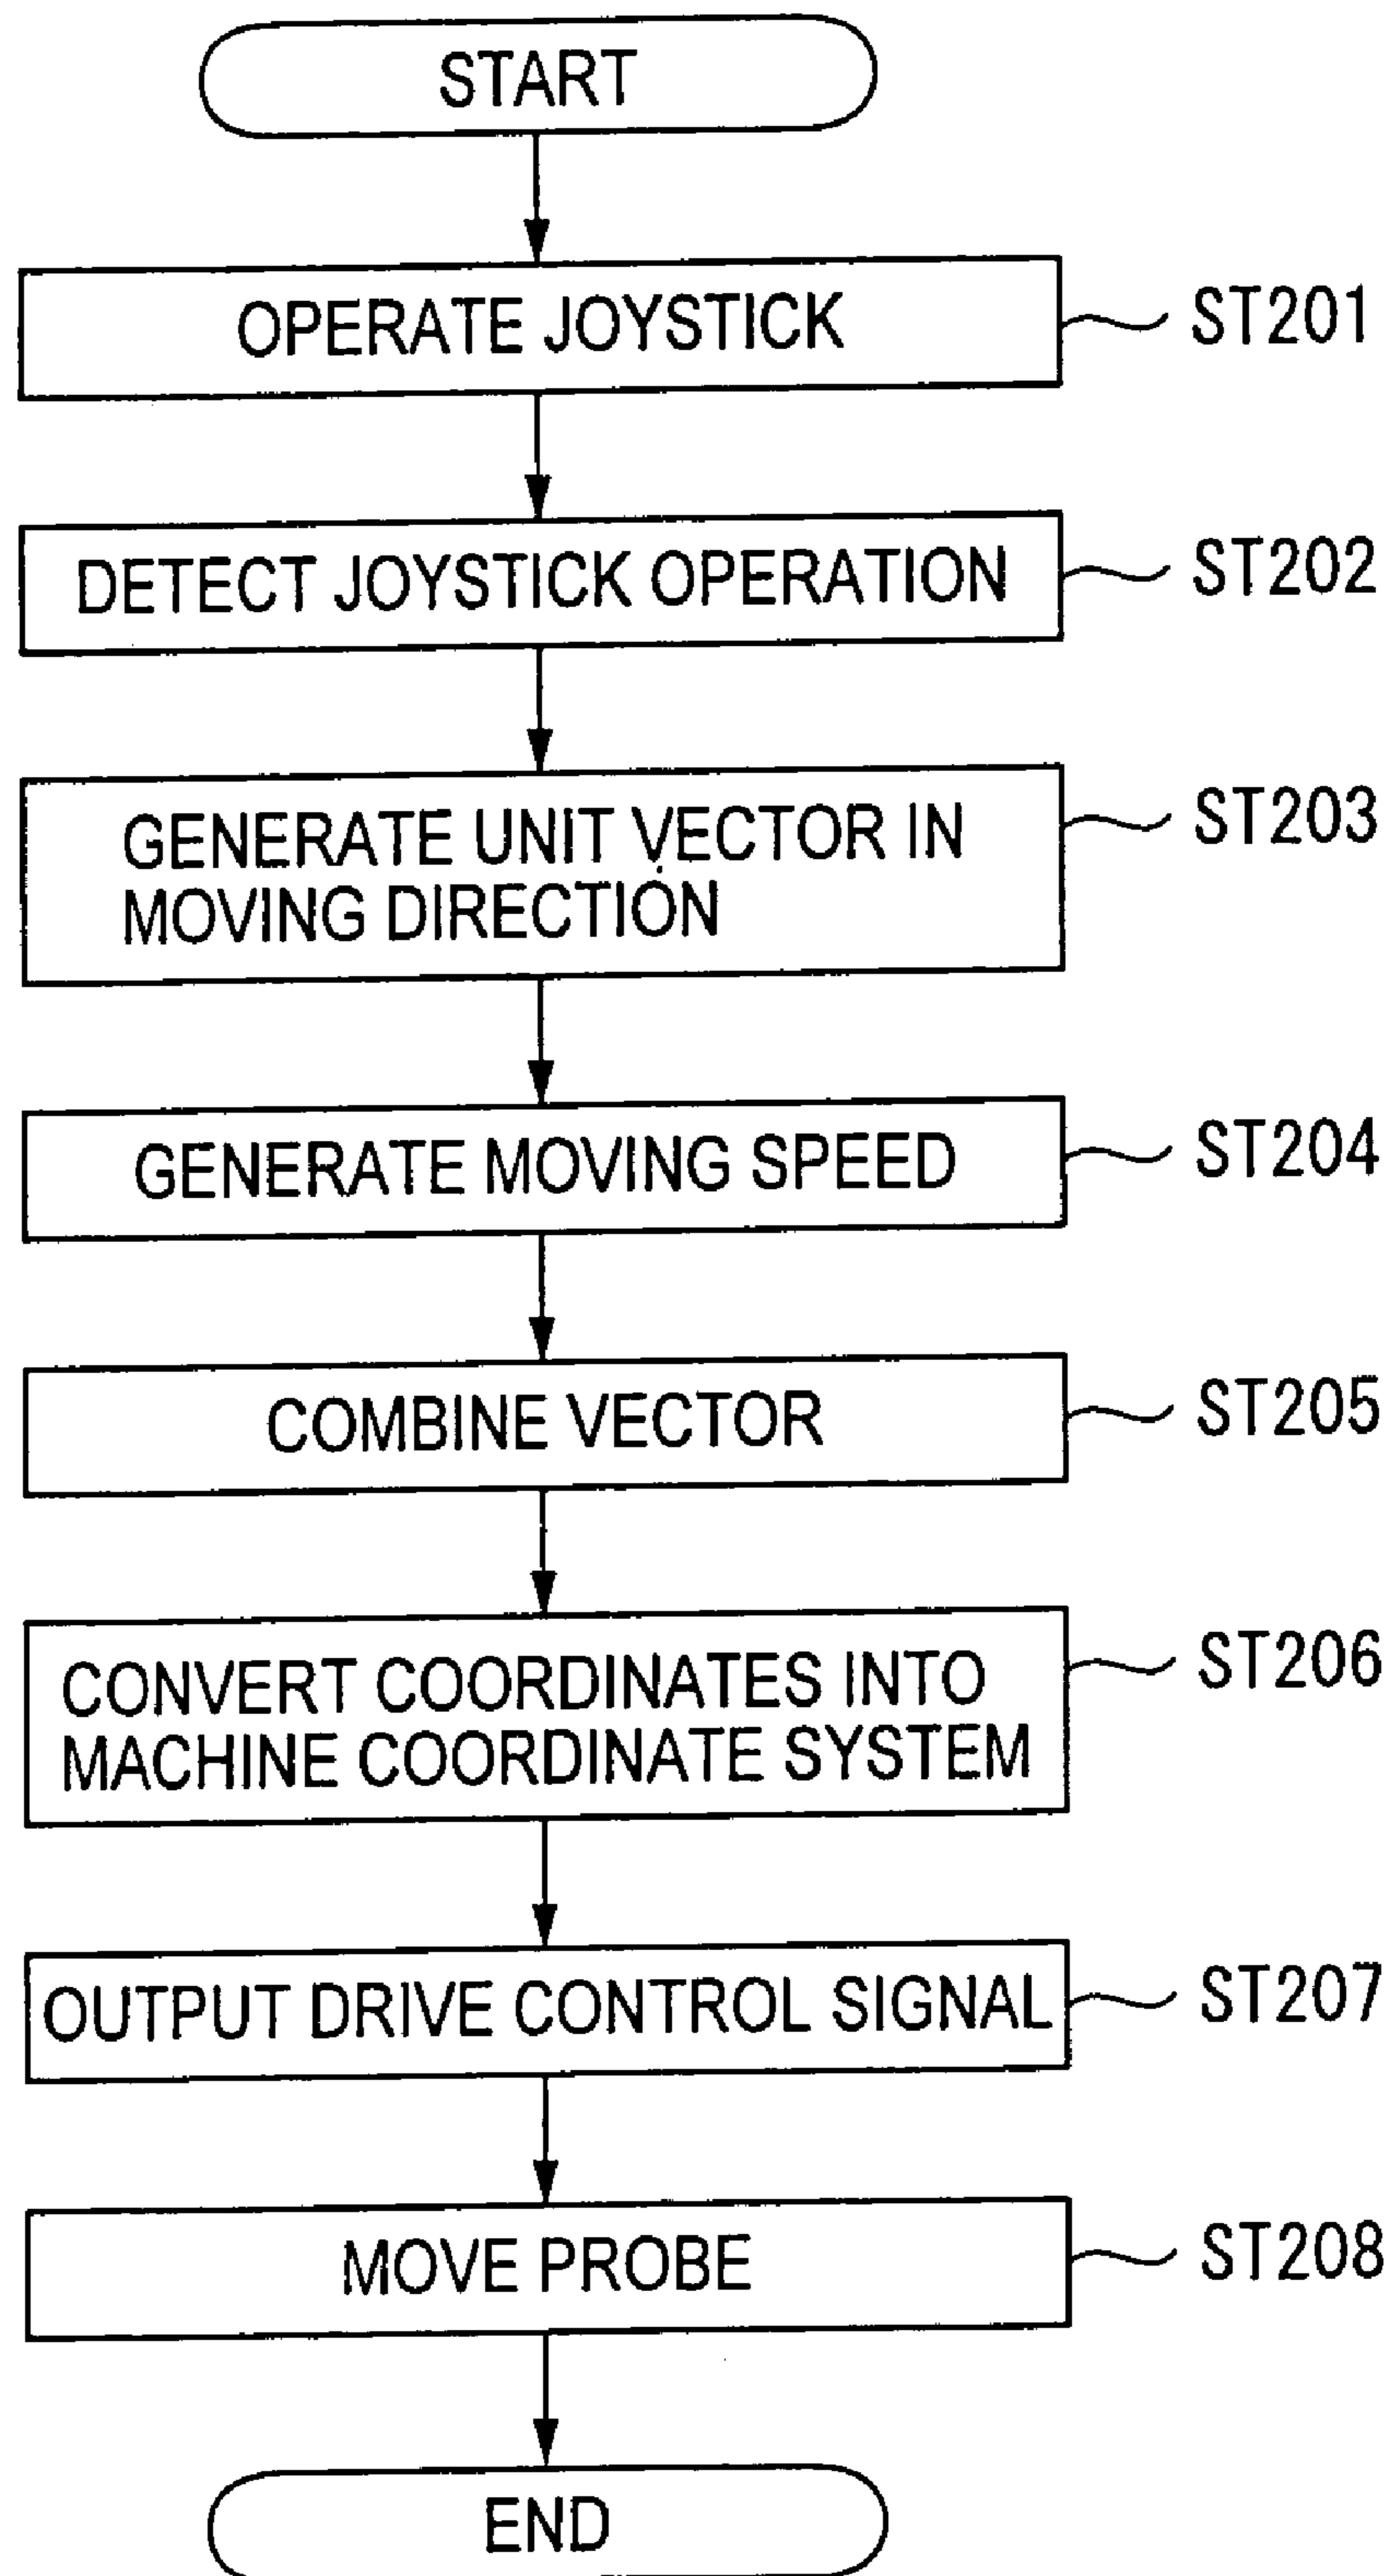 START
OPERATE JOYSTICK
ST201
DETECT JOYSTICK OPERATION
ST202
GENERATE UNIT VECTOR IN
MOVING DIRECTION
ST203
GENERATE MOVING SPEED
ST204
COMBINE VECTOR
ST205
CONVERT COORDINATES INTO
MACHINE COORDINATE SYSTEM
ST206
OUTPUT DRIVE CONTROL SIGNAL
ST207
MOVE PROBE
ST208
END